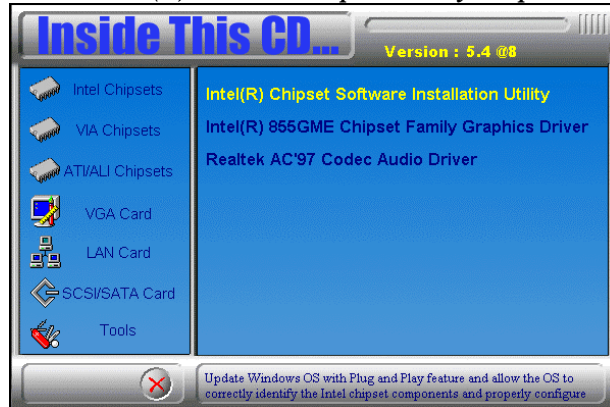 Inside This CD...
Version : 5.4 @8
Intel Chipsets
VIA Chipsets
ATI/ALI Chipsets
VGA Card
LAN Card
SCSI/SATA Card
Tools
Intel(R) Chipset Software Installation Utility
Intel(R) 855GME Chipset Family Graphics Driver
Realtek AC'97 Codec Audio Driver
Update Windows OS with Plug and Play feature and allow the OS to
correctly identify the Intel chipset components and properly configure